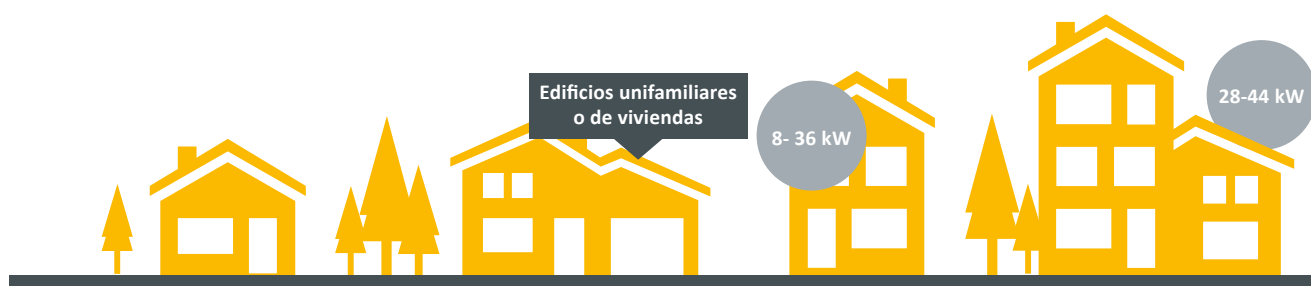 Edificios unifamiliares
o de viviendas
8- 36 kW
28-44 kW